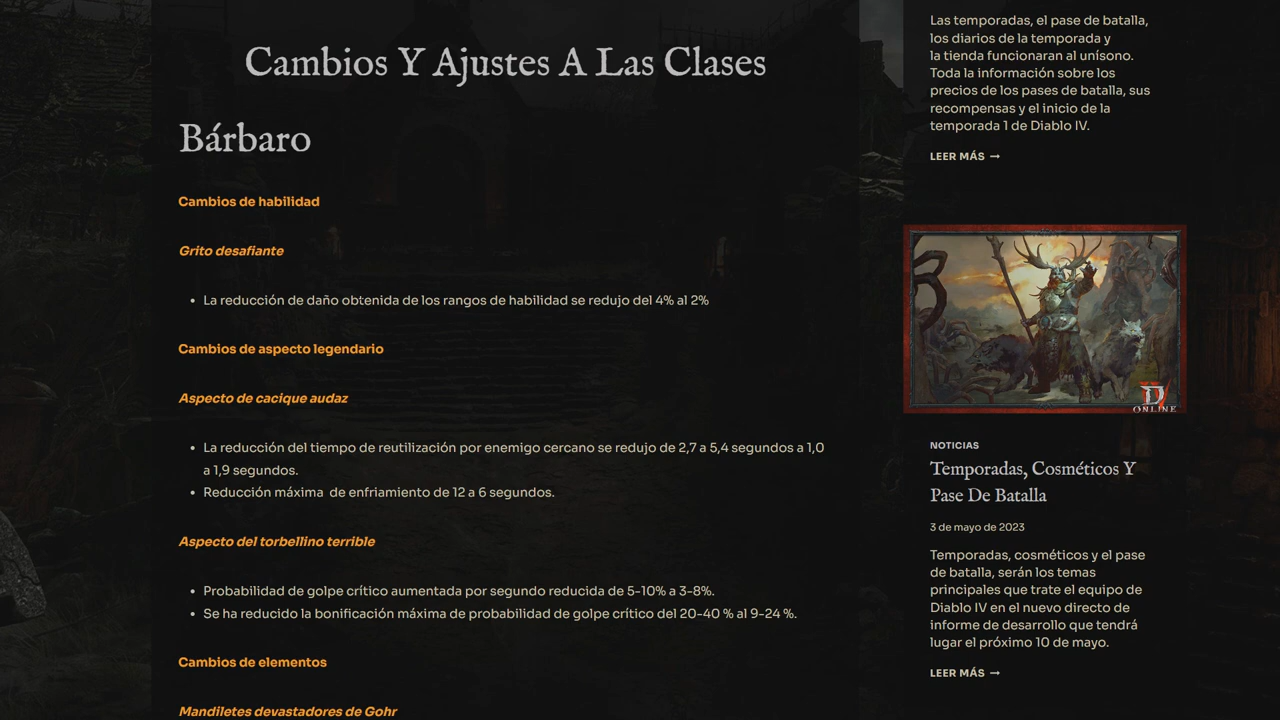 Cambios Y Ajustes A Las Clases
Bárbaro
Cambios de habilidad
Grito desafiante
• La reducción de daño obtenida de los rangos de habilidad se redujo del 4% al 2%
Cambios de aspecto legendario
Aspecto de cacique audaz
• La reducción del tiempo de reutilización por enemigo cercano se redujo de 2,7 a 5,4 segundos a 1,0
a 1,9 segundos.
• Reducción máxima de enfriamiento de 12 a 6 segundos.
Aspecto del torbellino terrible
• Probabilidad de golpe crítico aumentada por segundo reducida de 5-10% a 3-8%.
• Se ha reducido la bonificación máxima de probabilidad de golpe crítico del 20-40 % al 9-24 %.
Cambios de elementos
Mandiletes devastadores de Gohr
Las temporadas, el pase de batalla,
los diarios de la temporada y
la tienda funcionaran al unísono.
Toda la información sobre los
precios de los pases de batalla, sus
recompensas y el inicio de la
temporada 1 de Diablo IV.
LEER MÁS →
D
ONLINE
NOTICIAS
Temporadas, Cosméticos Y
Pase De Batalla
3 de mayo de 2023
Temporadas, cosméticos y el pase
de batalla, serán los temas
principales que trate el equipo de
Diablo IV en el nuevo directo de
informe de desarrollo que tendrá
lugar el próximo 10 de mayo.
LEER MÁS →